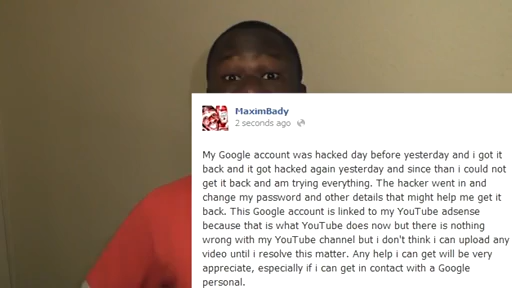 MaximBady
2 seconds ago
My Google account was hacked day before yesterday and i got it
back and it got hacked again yesterday and since than i could not
get it back and am trying everything. The hacker went in and
change my password and other details that might help me get it
back. This Google account is linked to my YouTube adsense
because that is what YouTube does now but there is nothing
wrong with my YouTube channel but i don't think i can upload any
video until i resolve this matter. Any help i can get will be very
appreciate, especially if i can get in contact with a Google
personal.